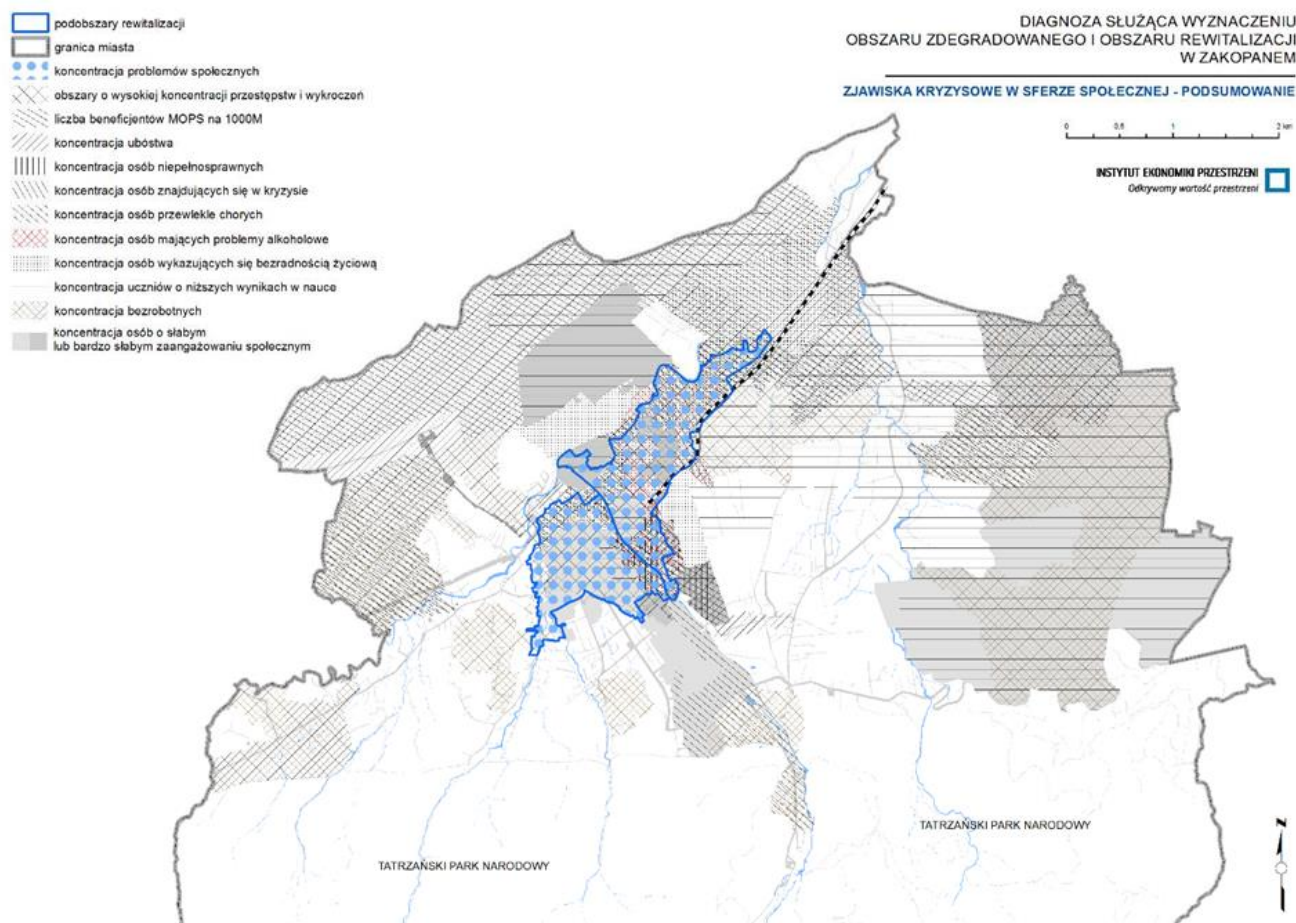 podobszary rewitalizacji
granica miasta
koncentracja problemów społecznych
obszary o wysokiej koncentracji przestępstw i wykroczeń
liczba beneficjentów MOPS na 1000M
koncentracja ubóstwa
koncentracja osób niepełnosprawnych
koncentracja osób znajdujących się w kryzysie
koncentracja osób przewlekle chorych
koncentracja osób mających problemy alkoholowe
koncentracja osób wykazujących się bezradnością życiową
koncentracja uczniów o niższych wynikach w nauce
koncentracja bezrobotnych
koncentracja osób o słabym
lub bardzo słabym zaangażowaniu społecznym
DIAGNOZA SŁUŻĄCA WYZNACZENIU
OBSZARU ZDEGRADOWANEGO I OBSZARU REWITALIZACJI
W ZAKOPANEM
ZJAWISKA KRYZYSOWE W SFERZE SPOŁECZNEJ - PODSUMOWANIE
0 0,5 1 2 km
INSTYTUT EKONOMIKI PRZESTRZENI
Odkrywamy wartość przestrzeni
TATRZAŃSKI PARK NARODOWY
TATRZAŃSKI PARK NARODOWY
N